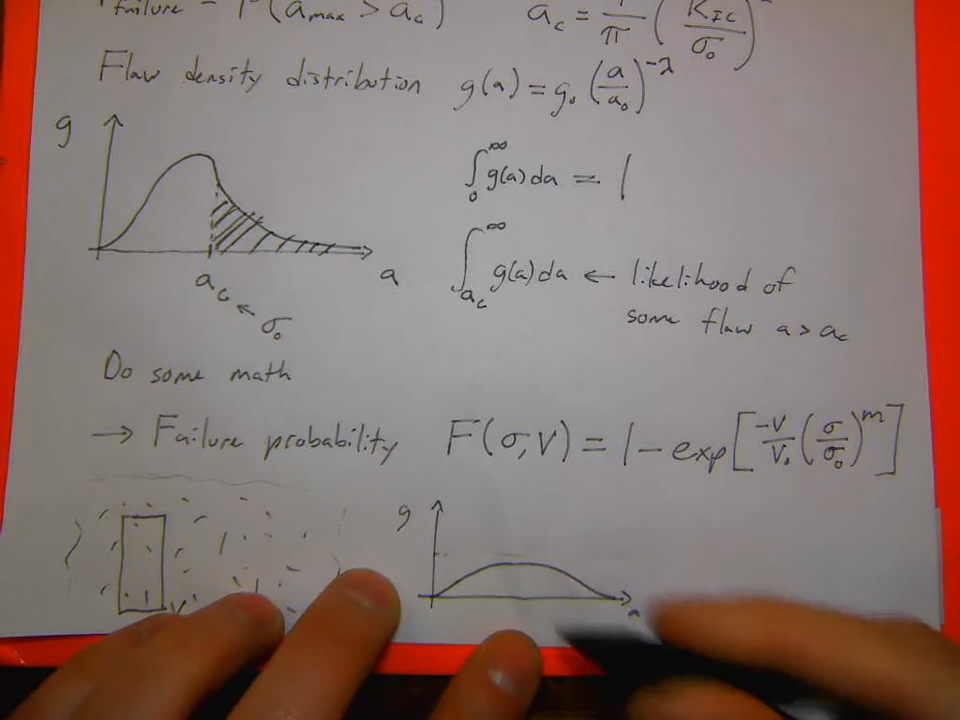 failure - P(a_max > a_c) a_c = 1/π (K_IC/σ_0)
Flaw density distribution g(a) = g_0 (a/a_0)^-λ
g
∫_0^∞ g(a) da = 1
∫_{a_c}^∞ g(a) da ← likelihood of
some flaw a > a_c
a
a_c ← σ_0
Do some math
→ Failure probability F(σ,V) = 1 - exp[-V/V_0 (σ/σ_0)^m]
g